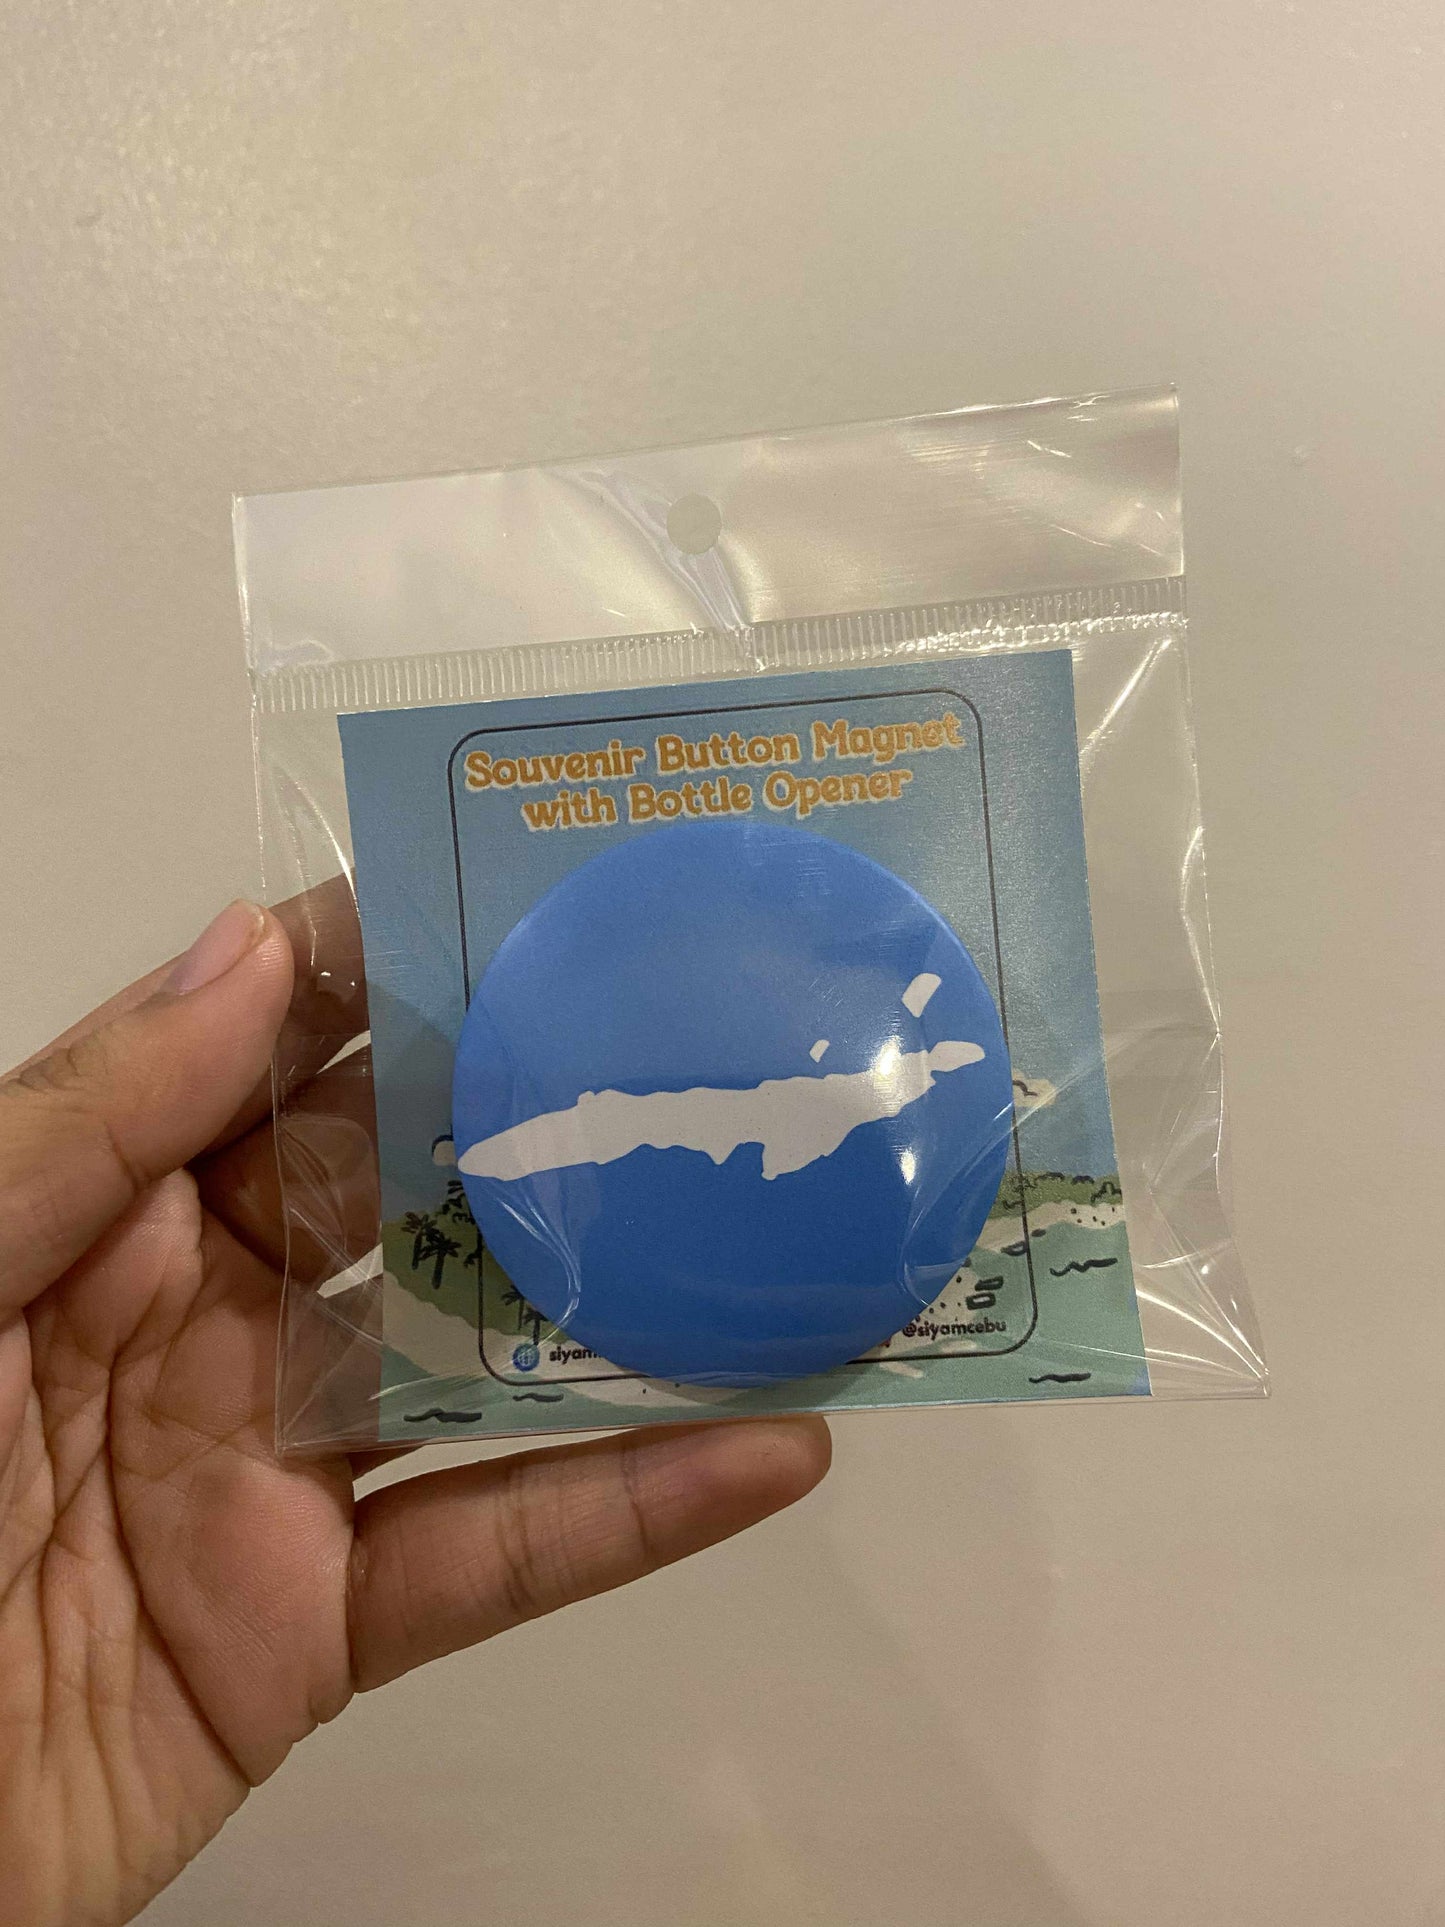 Souvenir Button Magnet
with Bottle Opener
@siyamcebu